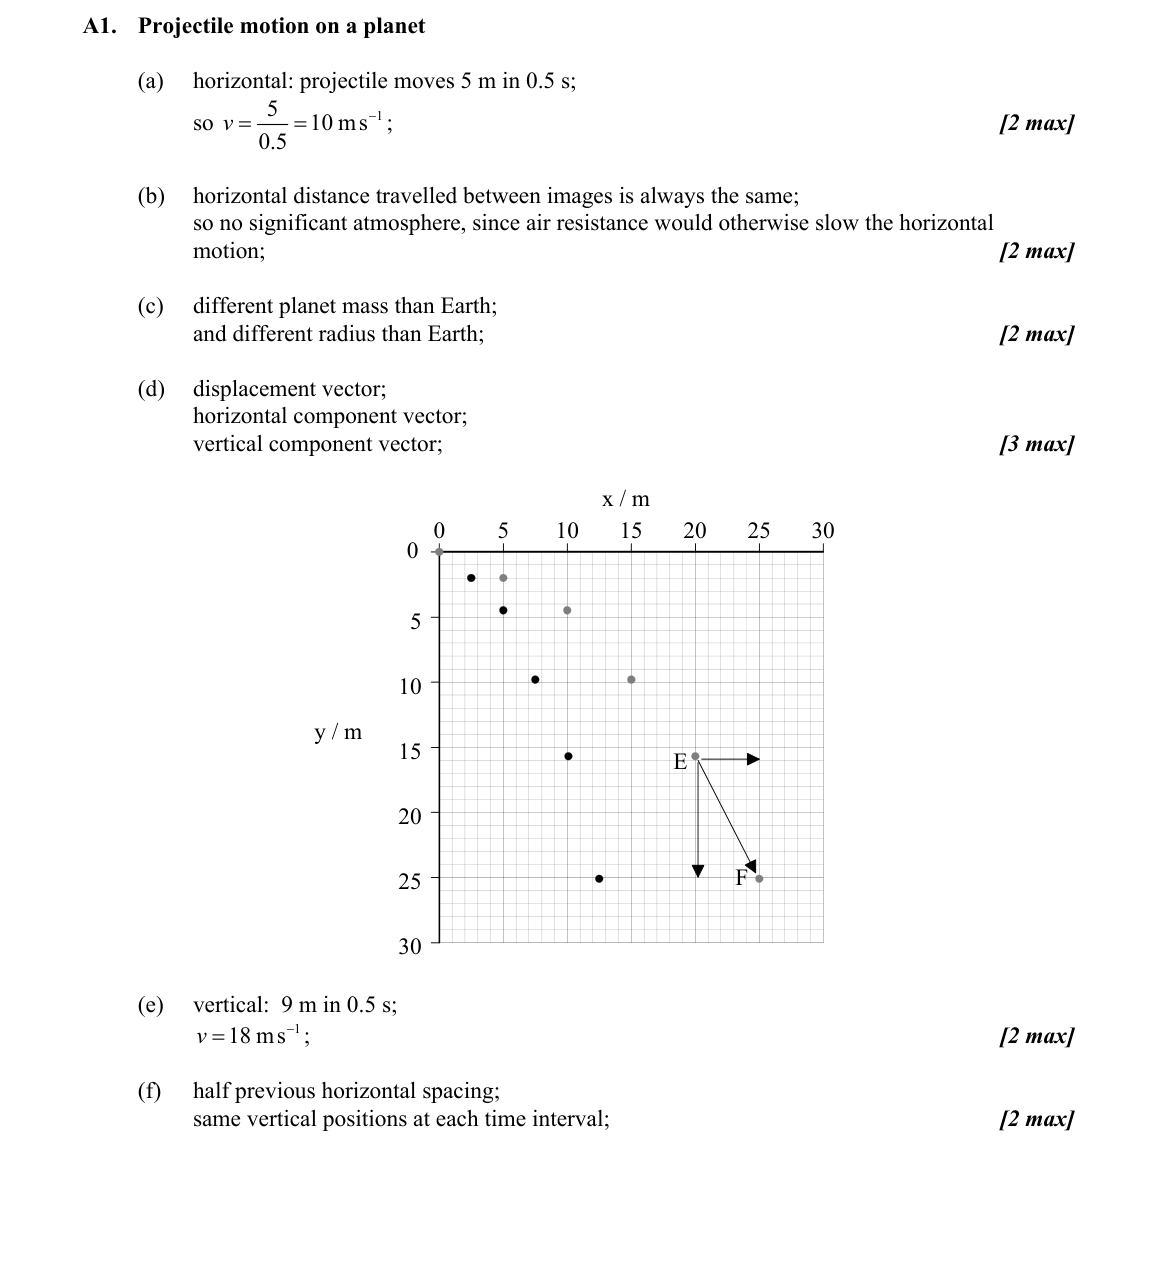 A1. Projectile motion on a planet
(a) horizontal: projectile moves 5 m in 0.5 s;
so v = 5/0.5 = 10 m s⁻¹; [2 max]
(b) horizontal distance travelled between images is always the same;
so no significant atmosphere, since air resistance would otherwise slow the horizontal
motion; [2 max]
(c) different planet mass than Earth;
and different radius than Earth; [2 max]
(d) displacement vector;
horizontal component vector;
vertical component vector; [3 max]
x / m
0 5 10 15 20 25 30
0
5
10
y / m
15
E
20
25
F
30
(e) vertical: 9 m in 0.5 s;
v = 18 m s⁻¹; [2 max]
(f) half previous horizontal spacing;
same vertical positions at each time interval; [2 max]